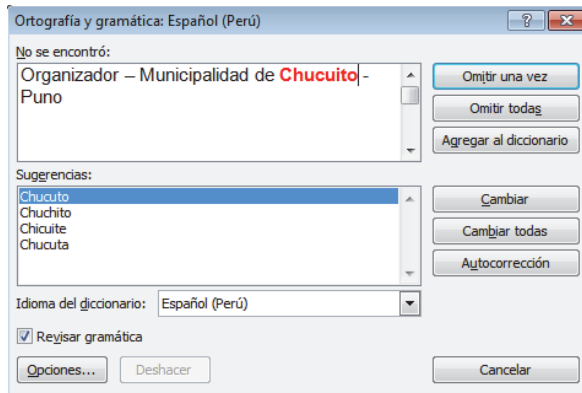 Ortografía y gramática: Español (Perú)
No se encontró:
Organizador – Municipalidad de Chucuito -
Puno
Omitir una vez
Omitir todas
Agregar al diccionario
Sugerencias:
Chucuto
Chuchito
Chicuite
Chucuta
Cambiar
Cambiar todas
Autocorrección
Idioma del diccionario: Español (Perú)
Revisar gramática
Opciones... Deshacer Cancelar